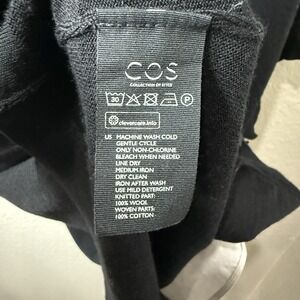 COS
COLLECTION OF STYLE
30 P
clevercare.info
US MACHINE WASH COLD
GENTLE CYCLE
ONLY NON-CHLORINE
BLEACH WHEN NEEDED
LINE DRY
MEDIUM IRON
DRY CLEAN
IRON AFTER WASH
USE MILD DETERGENT
KNITTED PART:
100% WOOL
WOVEN PARTS:
100% COTTON